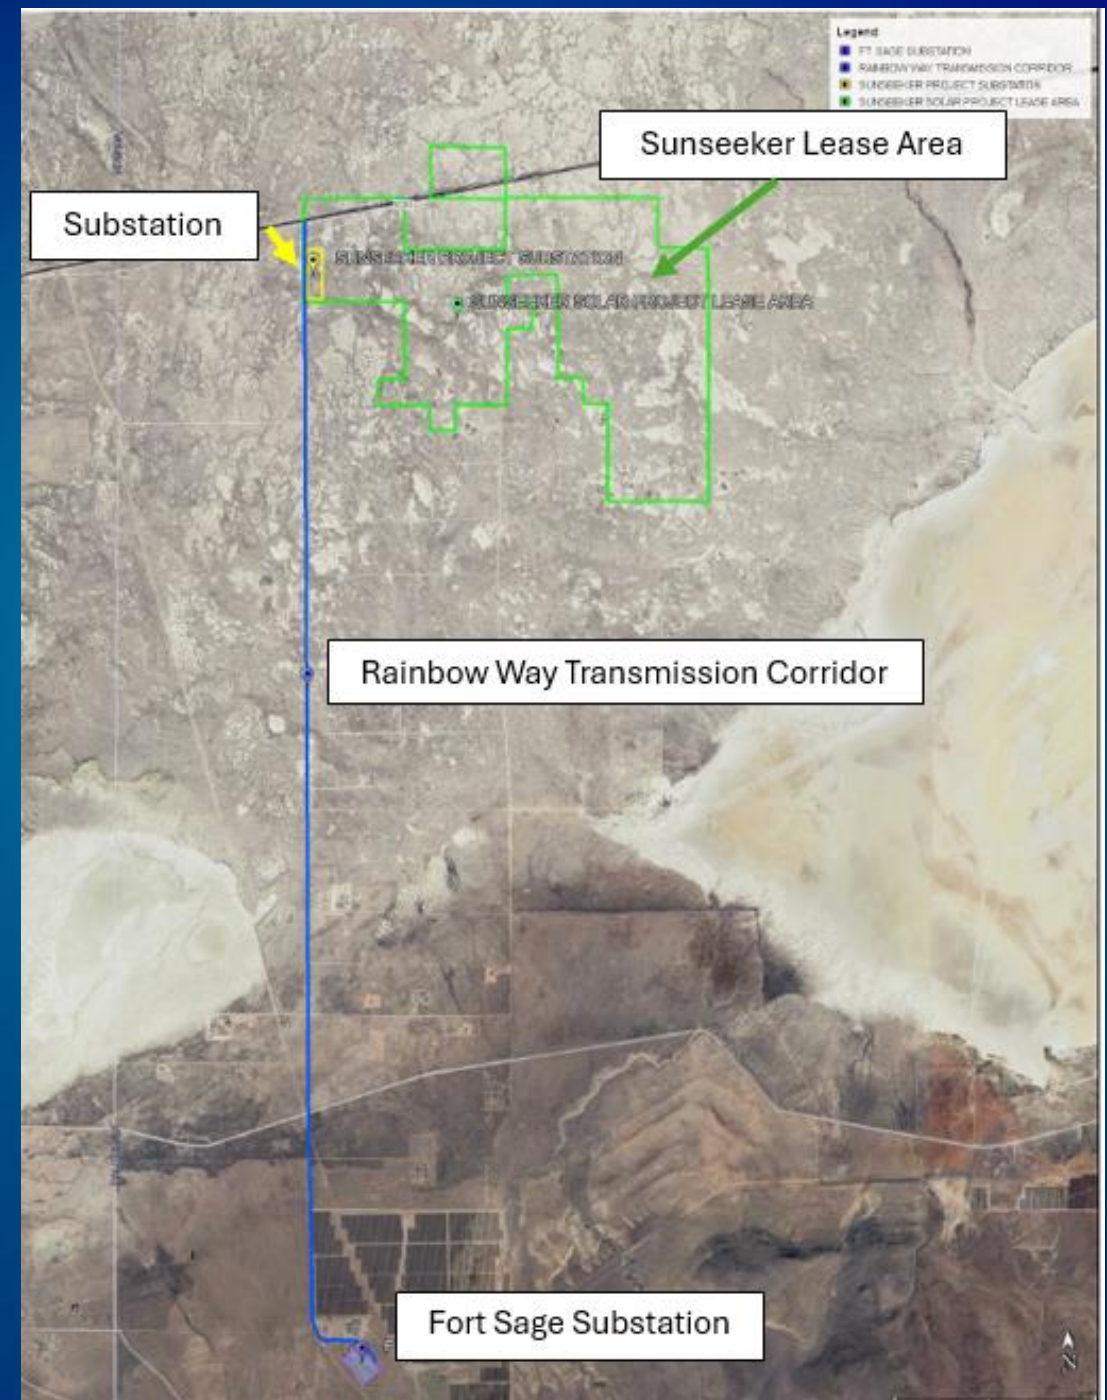 Legend
FT SAGE SUBSTATION
RAINBOW WAY TRANSMISSION CORRIDOR
SUNSEEKER PROJECT SUBSTATION
SUNSEEKER SOLAR PROJECT LEASE AREA
Sunseeker Lease Area
Substation
SUNSEEKER PROJECT SUBSTATION
SUNSEEKER SOLAR PROJECT LEASE AREA
Rainbow Way Transmission Corridor
Fort Sage Substation
N